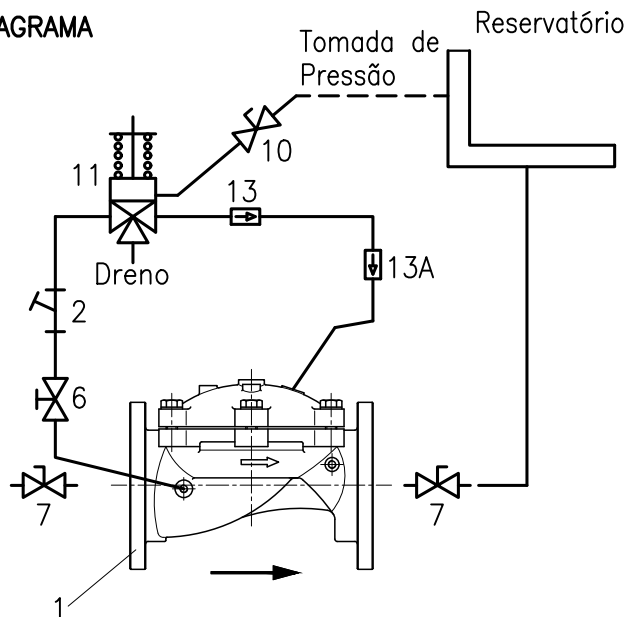 AGRAMA
Reservatório
Tomada de
Pressão
10
11
13
13A
Dreno
2
6
7
7
1